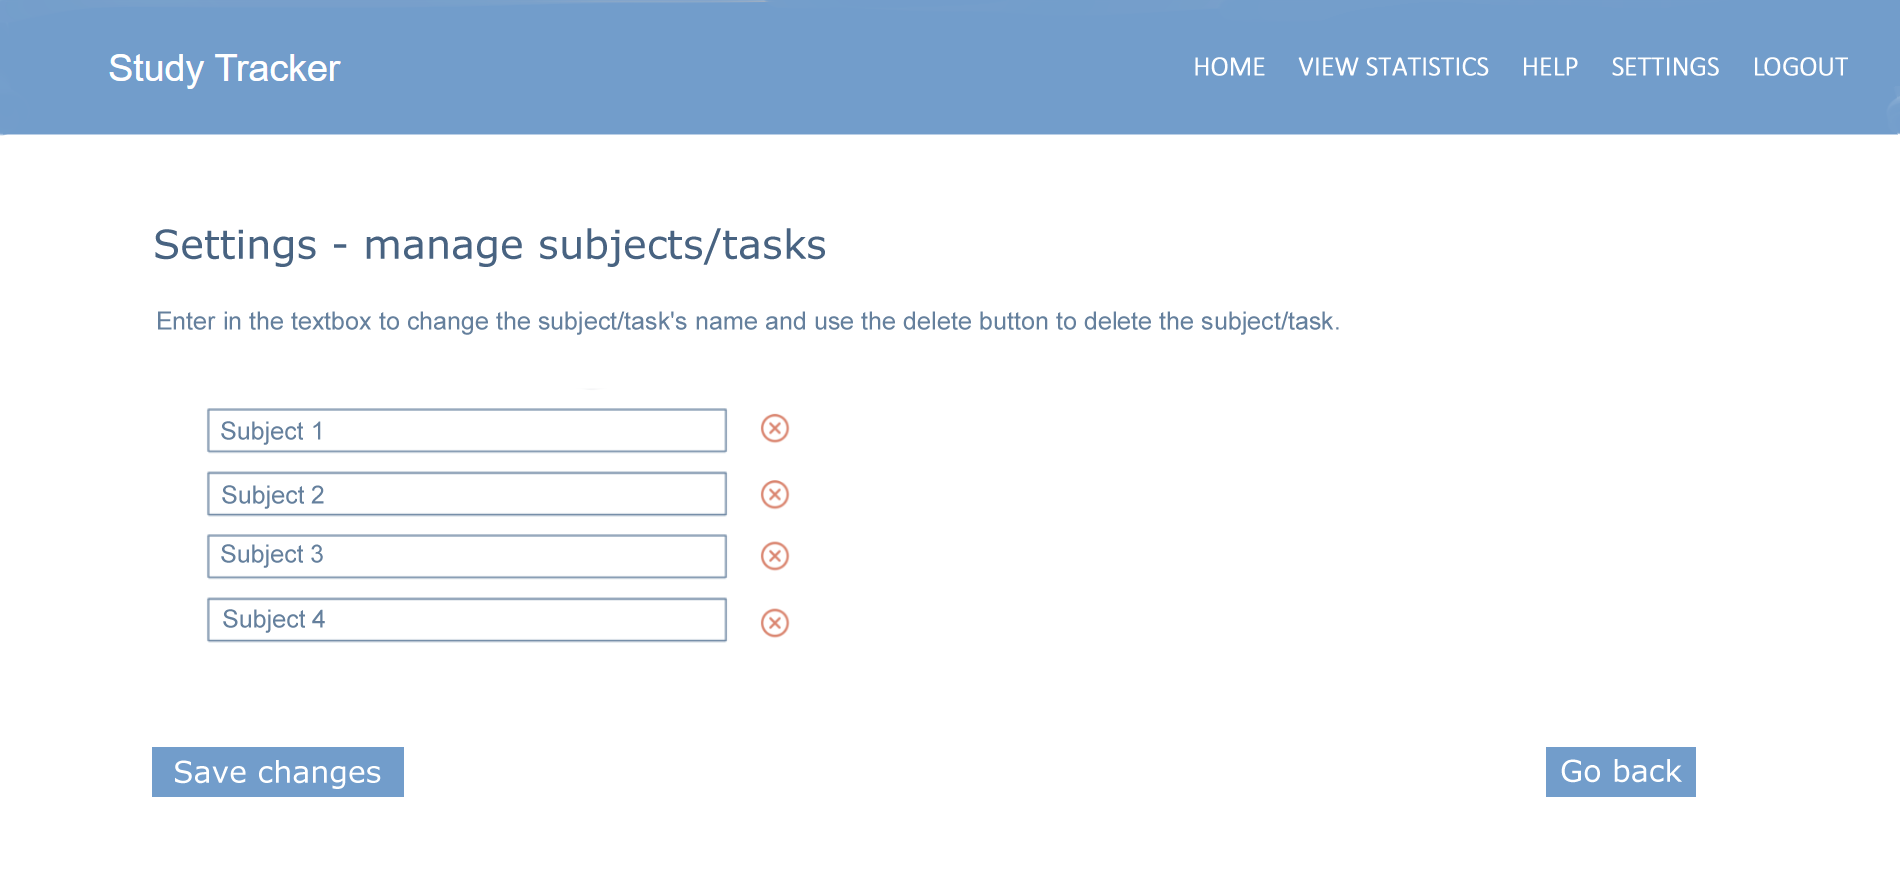 Study Tracker
HOME VIEW STATISTICS HELP SETTINGS LOGOUT
Settings - manage subjects/tasks
Enter in the textbox to change the subject/task's name and use the delete button to delete the subject/task.
Subject 1
Subject 2
Subject 3
Subject 4
Save changes
Go back